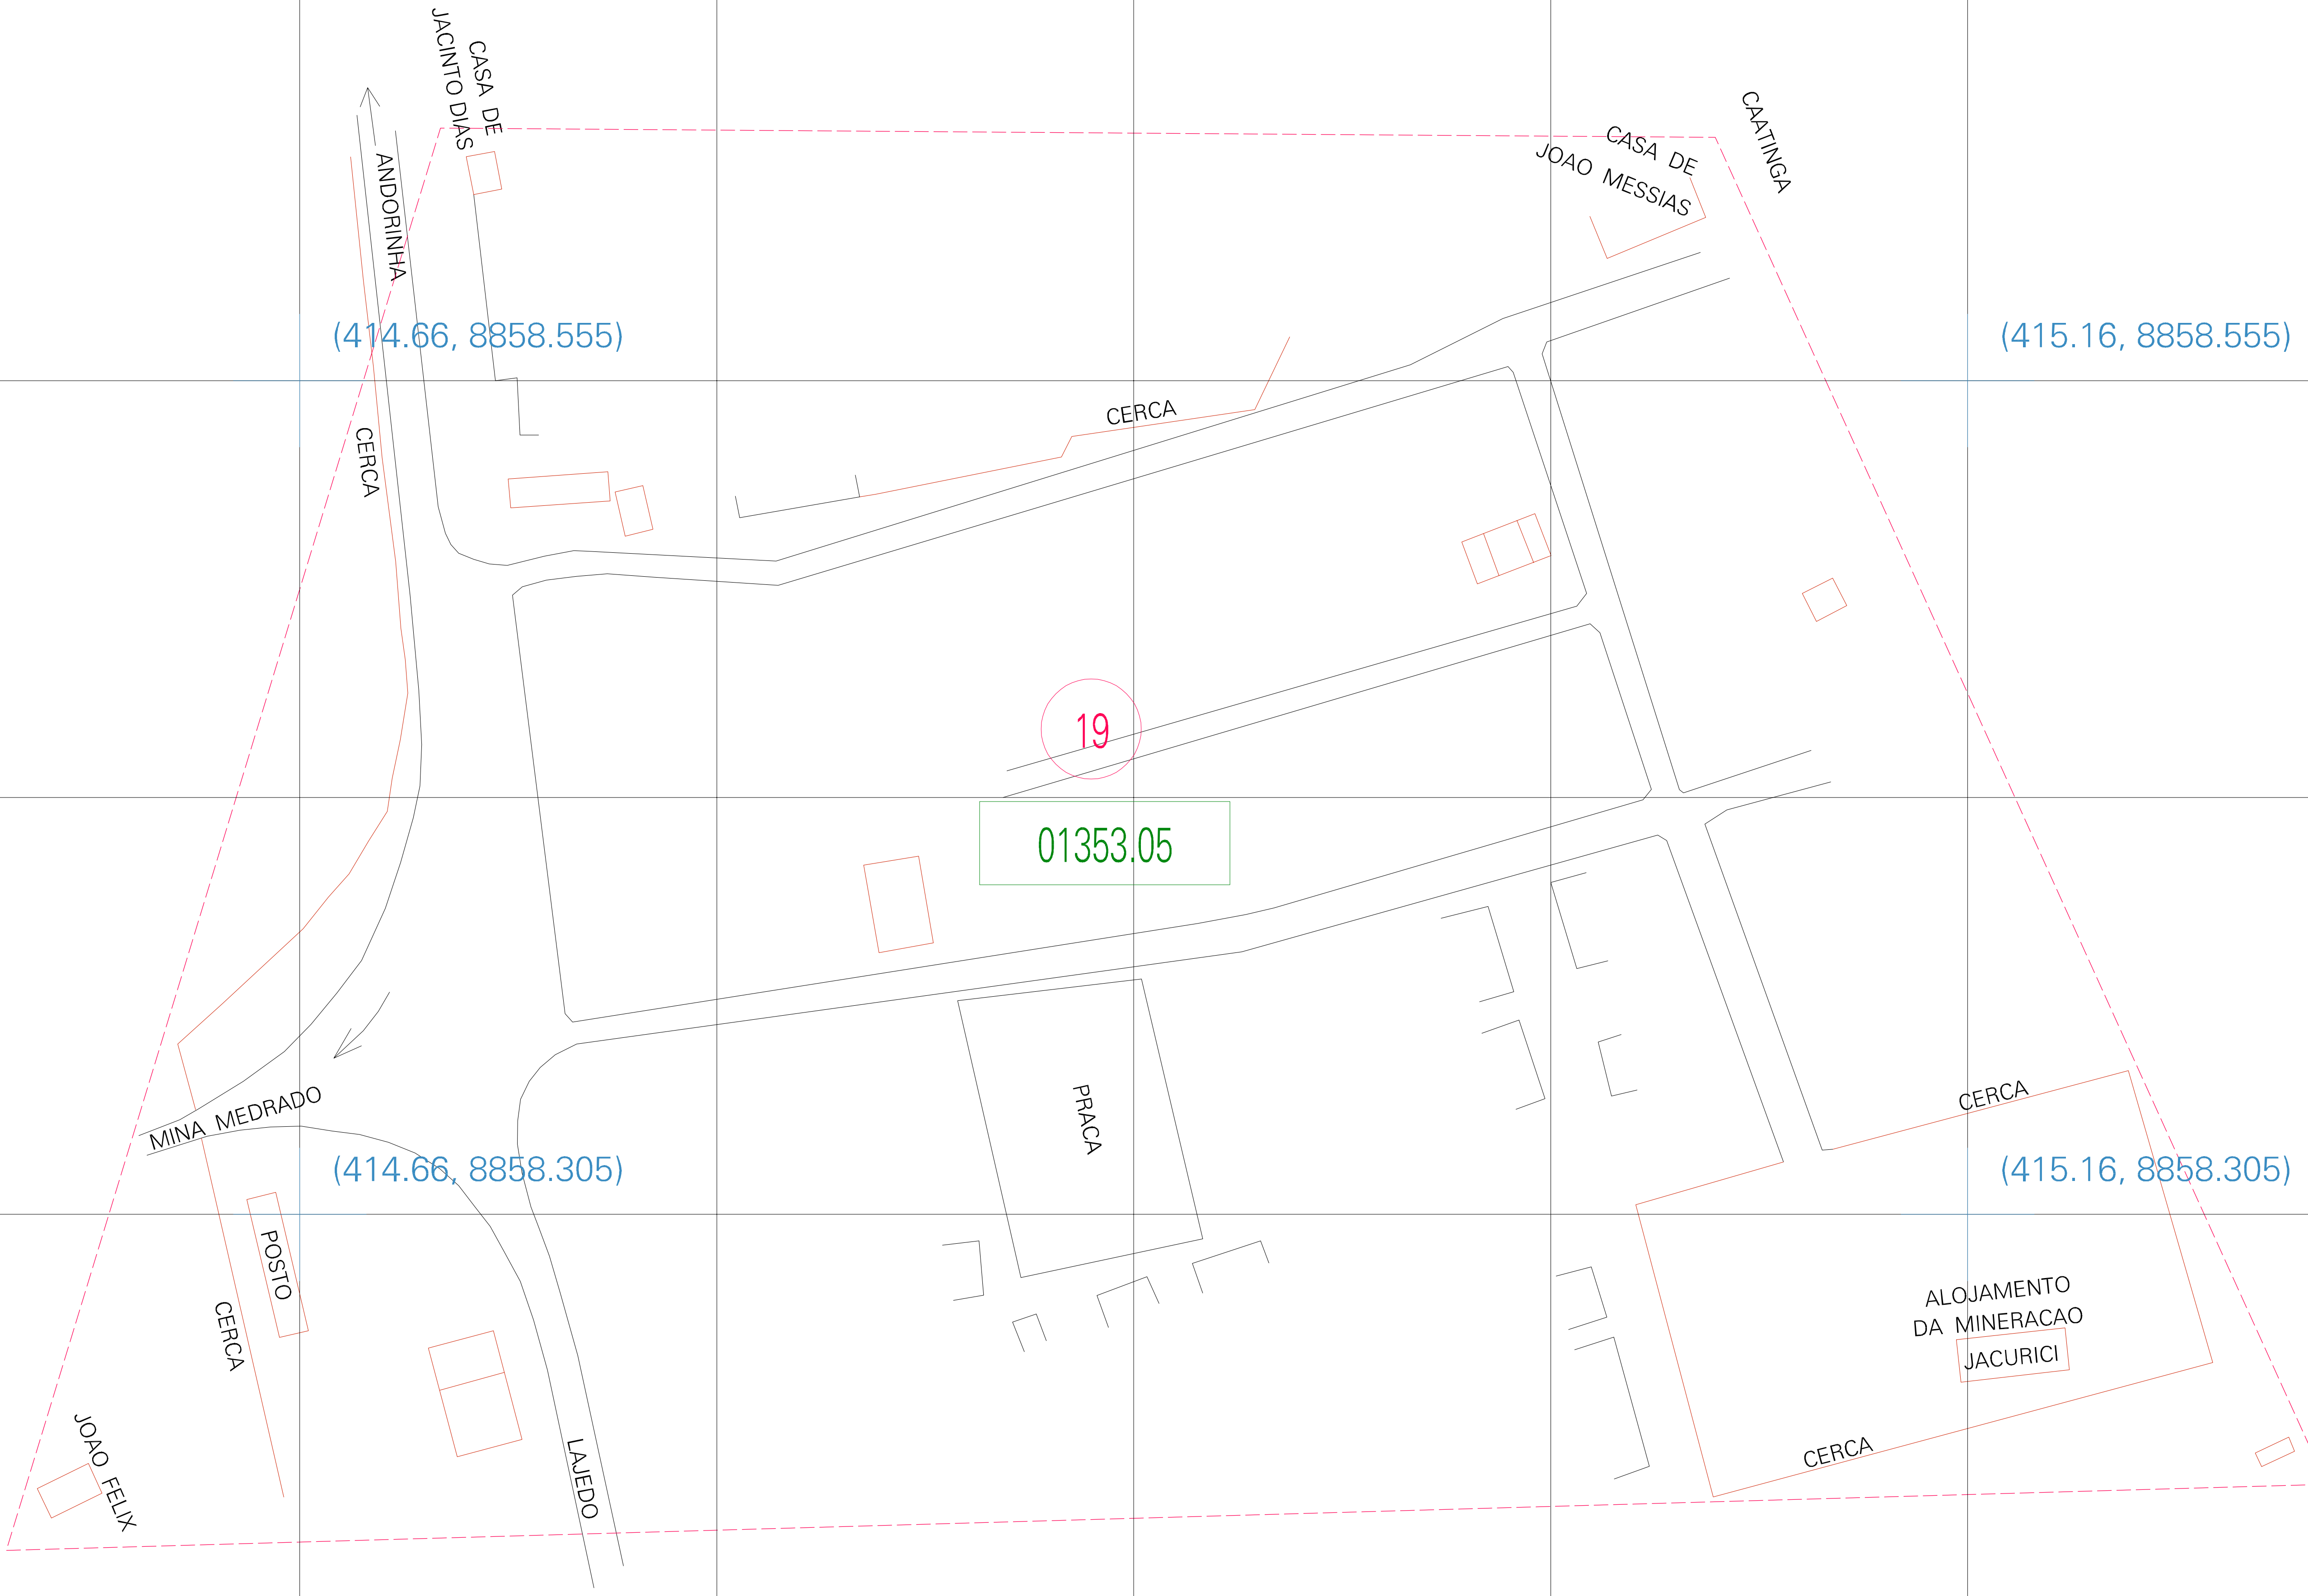 CASA DE
JACINTO DIAS
CASA DE
JOAO MESSIAS
CAATINGA
ANDORINHA
(414.66, 8858.555)
(415.16, 8858.555)
CERCA
CERCA
19
01353.05
MINA MEDRADO
PRACA
CERCA
(414.66, 8858.305)
(415.16, 8858.305)
POSTO
CERCA
ALOJAMENTO
DA MINERACAO
JACURICI
JOAO FELIX
LAJEDO
CERCA